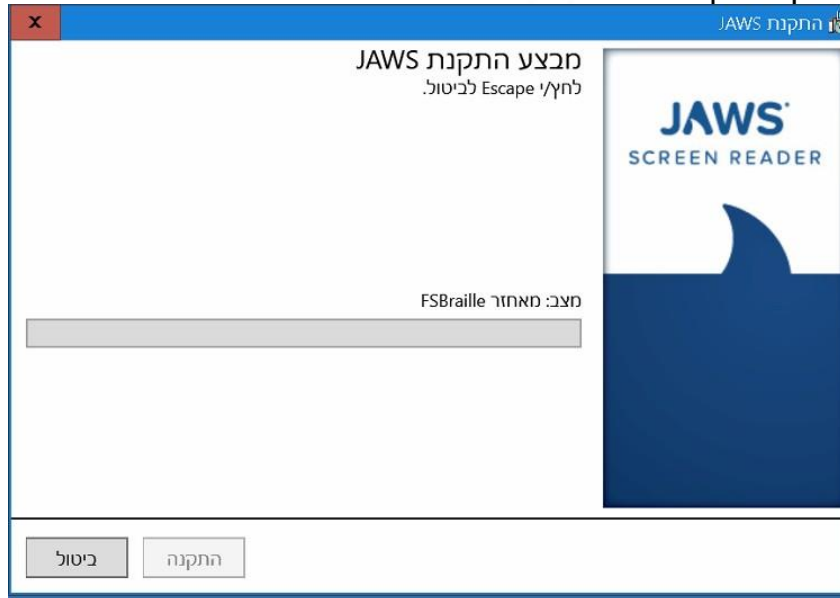 התקנת JAWS
x
מבצע התקנת JAWS
לחץ/י Escape לביטול.
JAWS
SCREEN READER
מצב: מאחזר FSBraille
התקנה
ביטול